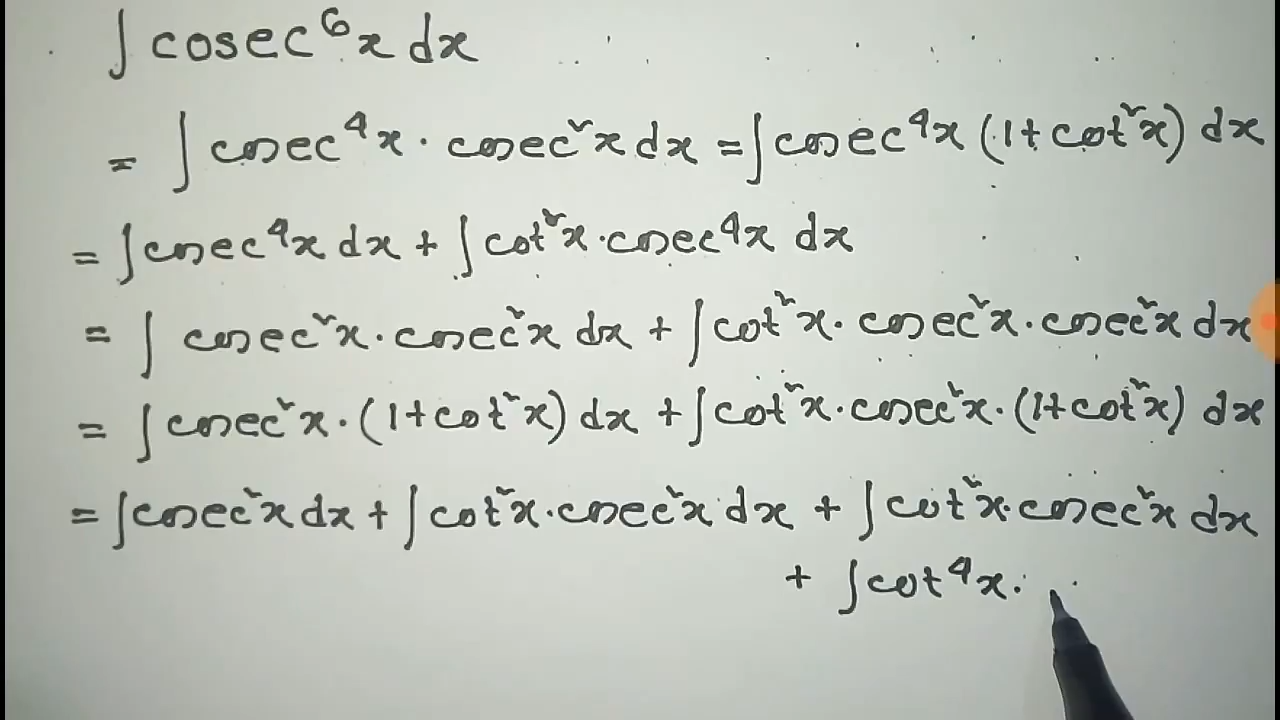 ∫ cosec⁶x dx
= ∫ cosec⁴x · cosec²x dx = ∫ cosec⁴x (1+cot²x) dx
= ∫ cosec⁴x dx + ∫ cot²x · cosec⁴x dx
= ∫ cosec²x · cosec²x dx + ∫ cot²x · cosec²x · cosec²x dx
= ∫ cosec²x · (1+cot²x) dx + ∫ cot²x · cosec²x · (1+cot²x) dx
= ∫ cosec²x dx + ∫ cot²x · cosec²x dx + ∫ cot²x · cosec²x dx
+ ∫ cot⁴x ·